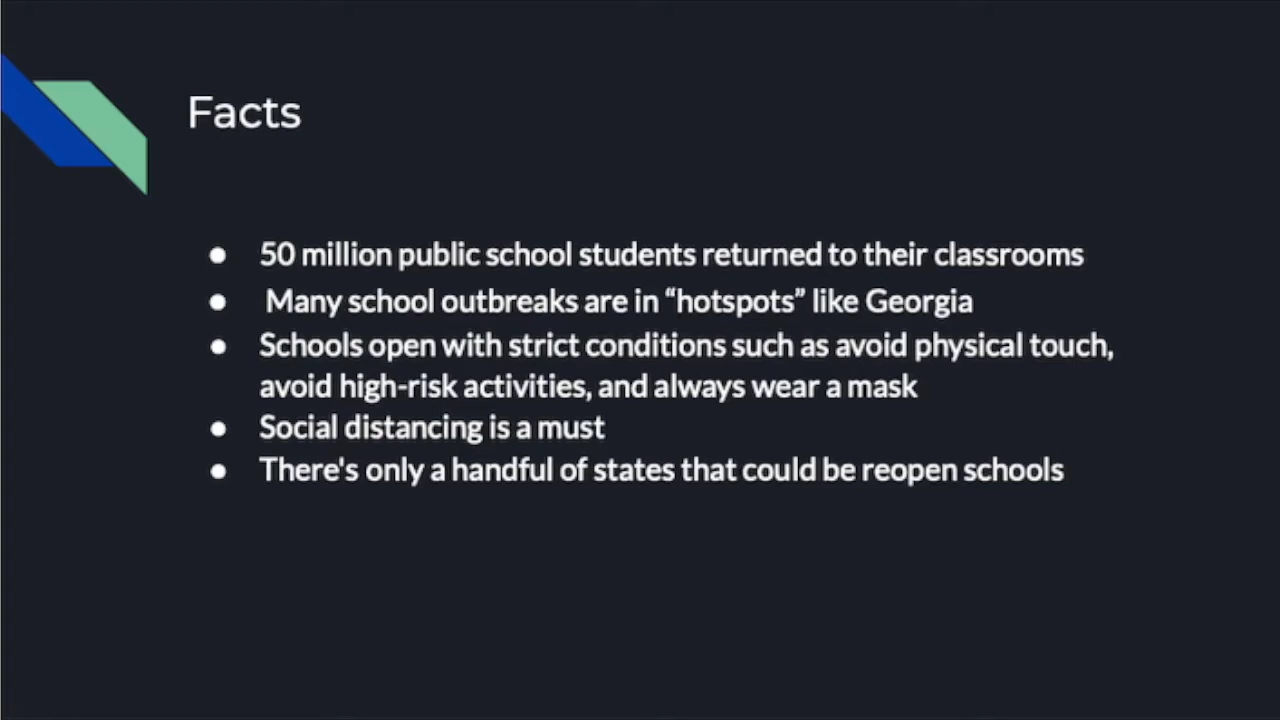 Facts
● 50 million public school students returned to their classrooms
● Many school outbreaks are in “hotspots” like Georgia
● Schools open with strict conditions such as avoid physical touch,
avoid high-risk activities, and always wear a mask
● Social distancing is a must
● There's only a handful of states that could be reopen schools